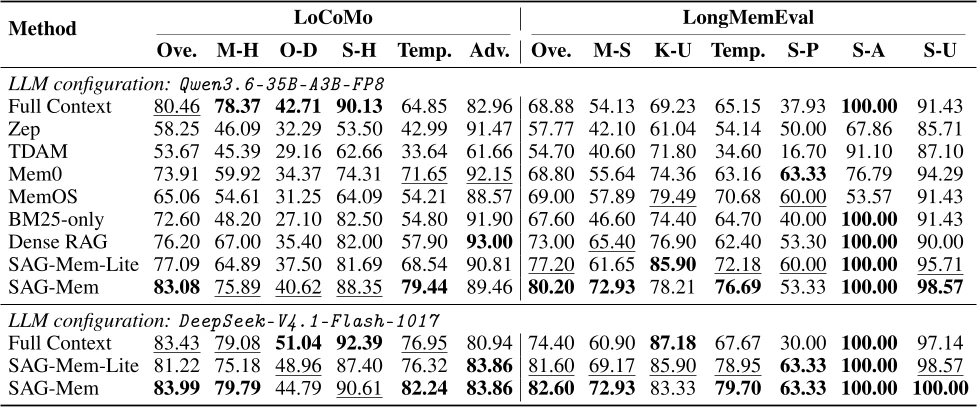 Method LoCoMo LongMemEval
Ove. M-H O-D S-H Temp. Adv. Ove. M-S K-U Temp. S-P S-A S-U
LLM configuration: Qwen3.6-35B-A3B-FP8
Full Context 80.46 78.37 42.71 90.13 64.85 82.96 68.88 54.13 69.23 65.15 37.93 100.00 91.43
Zep 58.25 46.09 32.29 53.50 42.99 91.47 57.77 42.10 61.04 54.14 50.00 67.86 85.71
TDAM 53.67 45.39 29.16 62.66 33.64 61.66 54.70 40.60 71.80 34.60 16.70 91.10 87.10
Mem0 73.91 59.92 34.37 74.31 71.65 92.15 68.80 55.64 74.36 63.16 63.33 76.79 94.29
MemOS 65.06 54.61 31.25 64.09 54.21 88.57 69.00 57.89 79.49 70.68 60.00 53.57 91.43
BM25-only 72.60 48.20 27.10 82.50 54.80 91.90 67.60 46.60 74.40 64.70 40.00 100.00 91.43
Dense RAG 76.20 67.00 35.40 82.00 57.90 93.00 73.00 65.40 76.90 62.40 53.30 100.00 90.00
SAG-Mem-Lite 77.09 64.89 37.50 81.69 68.54 90.81 77.20 61.65 85.90 72.18 60.00 100.00 95.71
SAG-Mem 83.08 75.89 40.62 88.35 79.44 89.46 80.20 72.93 78.21 76.69 53.33 100.00 98.57
LLM configuration: DeepSeek-V4.1-Flash-1017
Full Context 83.43 79.08 51.04 92.39 76.95 80.94 74.40 60.90 87.18 67.67 30.00 100.00 97.14
SAG-Mem-Lite 81.22 75.18 48.96 87.40 76.32 83.86 81.60 69.17 85.90 78.95 63.33 100.00 98.57
SAG-Mem 83.99 79.79 44.79 90.61 82.24 83.86 82.60 72.93 83.33 79.70 63.33 100.00 100.00